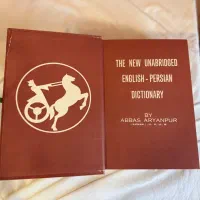 THE NEW UNABRIDGED
ENGLISH-PERSIAN
DICTIONARY
BY
ABBAS ARYANPUR